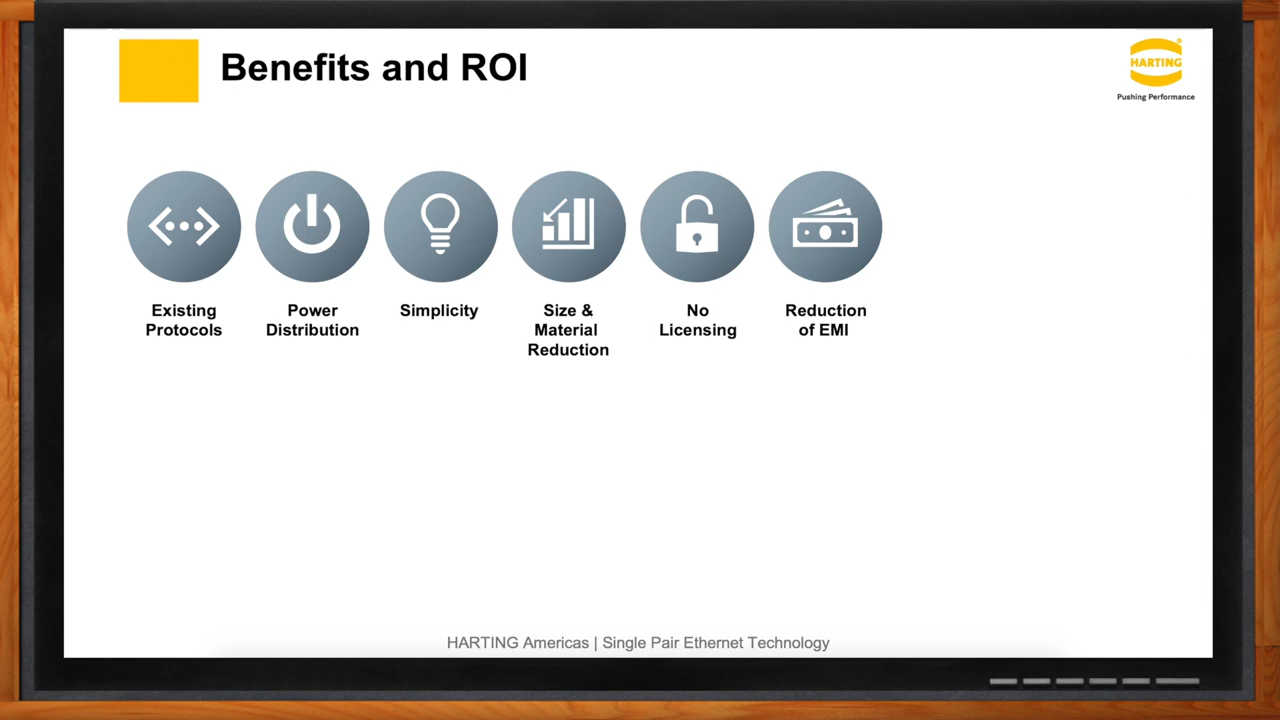 Benefits and ROI
HARTING
Pushing Performance
Existing
Protocols
Power
Distribution
Simplicity
Size &
Material
Reduction
No
Licensing
Reduction
of EMI
HARTING Americas | Single Pair Ethernet Technology